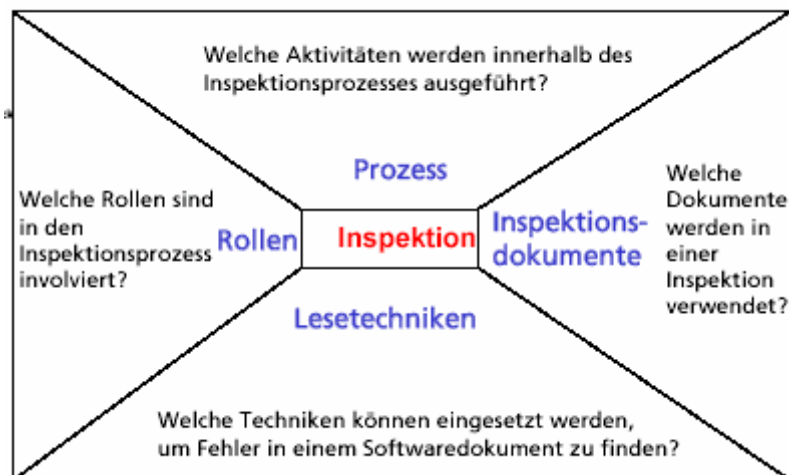 Welche Aktivitäten werden innerhalb des
Inspektionsprozesses ausgeführt?
Prozess
Welche Rollen sind
in den
Inspektionsprozess
involviert?
Rollen
Inspektion
Inspektions-
dokumente
Welche
Dokumente
werden in
einer
Inspektion
verwendet?
Lesetechniken
Welche Techniken können eingesetzt werden,
um Fehler in einem Softwaredokument zu finden?